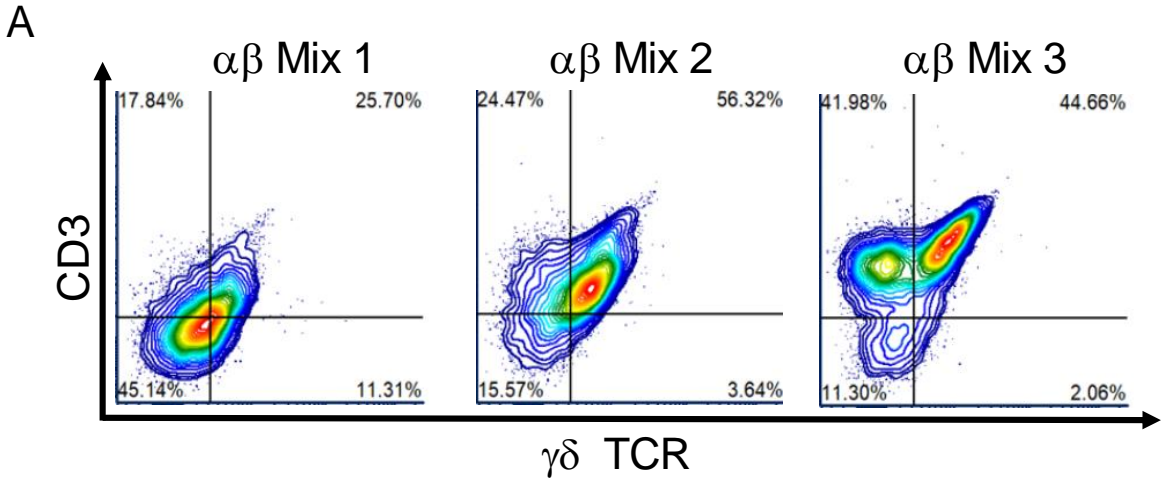 A
αβ Mix 1
αβ Mix 2
αβ Mix 3
17.84% 25.70%
24.47% 56.32%
41.98% 44.66%
CD3
45.14% 11.31%
15.57% 3.64%
11.30% 2.06%
γδ TCR